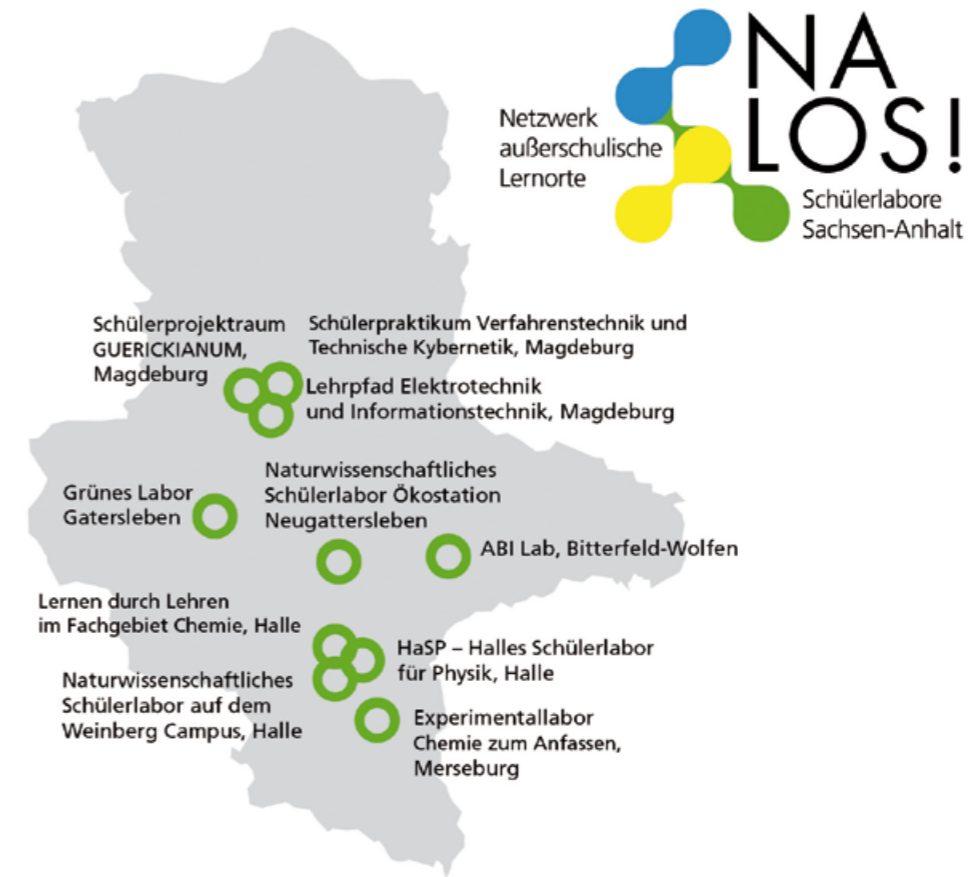 NA
LOS!
Netzwerk
außerschulische
Lernorte
Schülerlabore
Sachsen-Anhalt
Schülerprojektraum
GUERICKIANUM,
Magdeburg
Schülerpraktikum Verfahrenstechnik und
Technische Kybernetik, Magdeburg
Lehrpfad Elektrotechnik
und Informationstechnik, Magdeburg
Grünes Labor
Gatersleben
Naturwissenschaftliches
Schülerlabor Ökostation
Neugattersleben
ABI Lab, Bitterfeld-Wolfen
Lernen durch Lehren
im Fachgebiet Chemie, Halle
HaSP – Halles Schülerlabor
für Physik, Halle
Naturwissenschaftliches
Schülerlabor auf dem
Weinberg Campus, Halle
Experimentallabor
Chemie zum Anfassen,
Merseburg